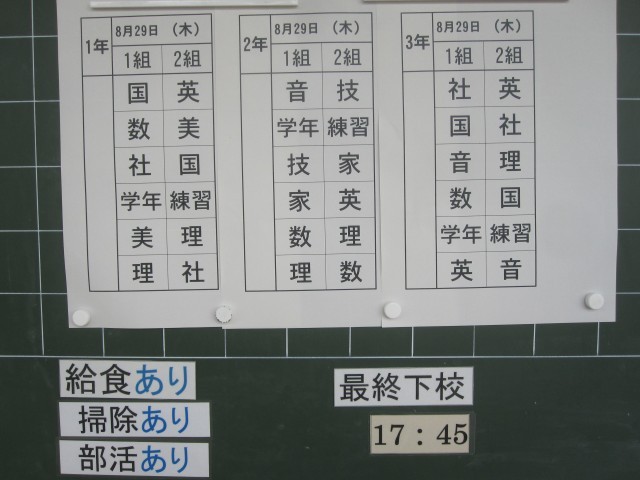 1年 8月29日 (木)
1組 2組
国 英
数 美
社 国
学年 練習
美 理
理 社
2年 8月29日 (木)
1組 2組
音 技
学年 練習
技 家
家 英
数 理
理 数
3年 8月29日 (木)
1組 2組
社 英
国 社
音 理
数 国
学年 練習
英 音
給食あり
掃除あり
部活あり
最終下校
17：45